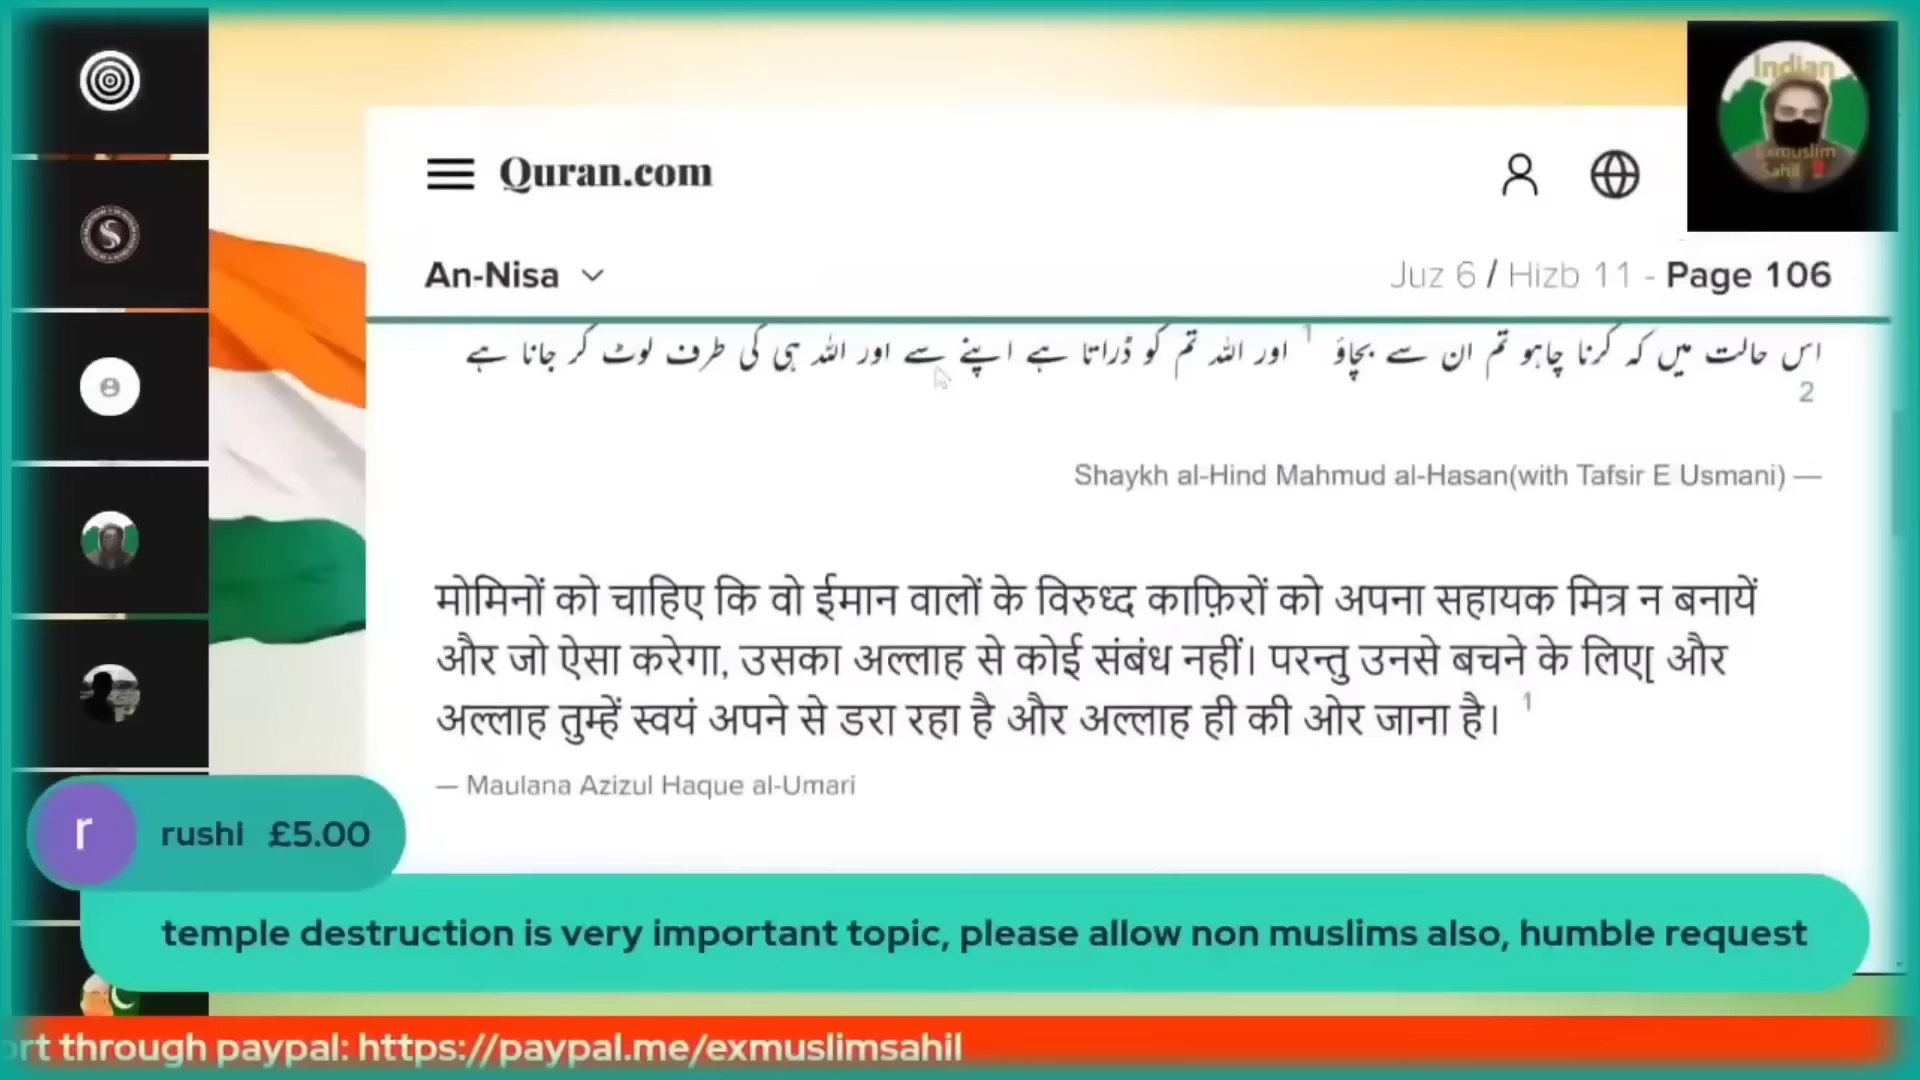 Indian
Exmuslim
Sahil
Quran.com
An-Nisa
Juz 6 / Hizb 11 - Page 106
اس حالت میں کہ کرنا چاہو تم ان سے بچاؤ 1 اور اللہ تم کو ڈراتا ہے اپنے سے اور اللہ ہی کی طرف لوٹ کر جانا ہے
2
Shaykh al-Hind Mahmud al-Hasan(with Tafsir E Usmani) —
मोमिनों को चाहिए कि वो ईमान वालों के विरुध्द काफ़िरों को अपना सहायक मित्र न बनायें
और जो ऐसा करेगा, उसका अल्लाह से कोई संबंध नहीं। परन्तु उनसे बचने के लिए[ और
अल्लाह तुम्हें स्वयं अपने से डरा रहा है और अल्लाह ही की ओर जाना है। 1
— Maulana Azizul Haque al-Umari
r
rushi £5.00
temple destruction is very important topic, please allow non muslims also, humble request
ort through paypal: https://paypal.me/exmuslimsahil